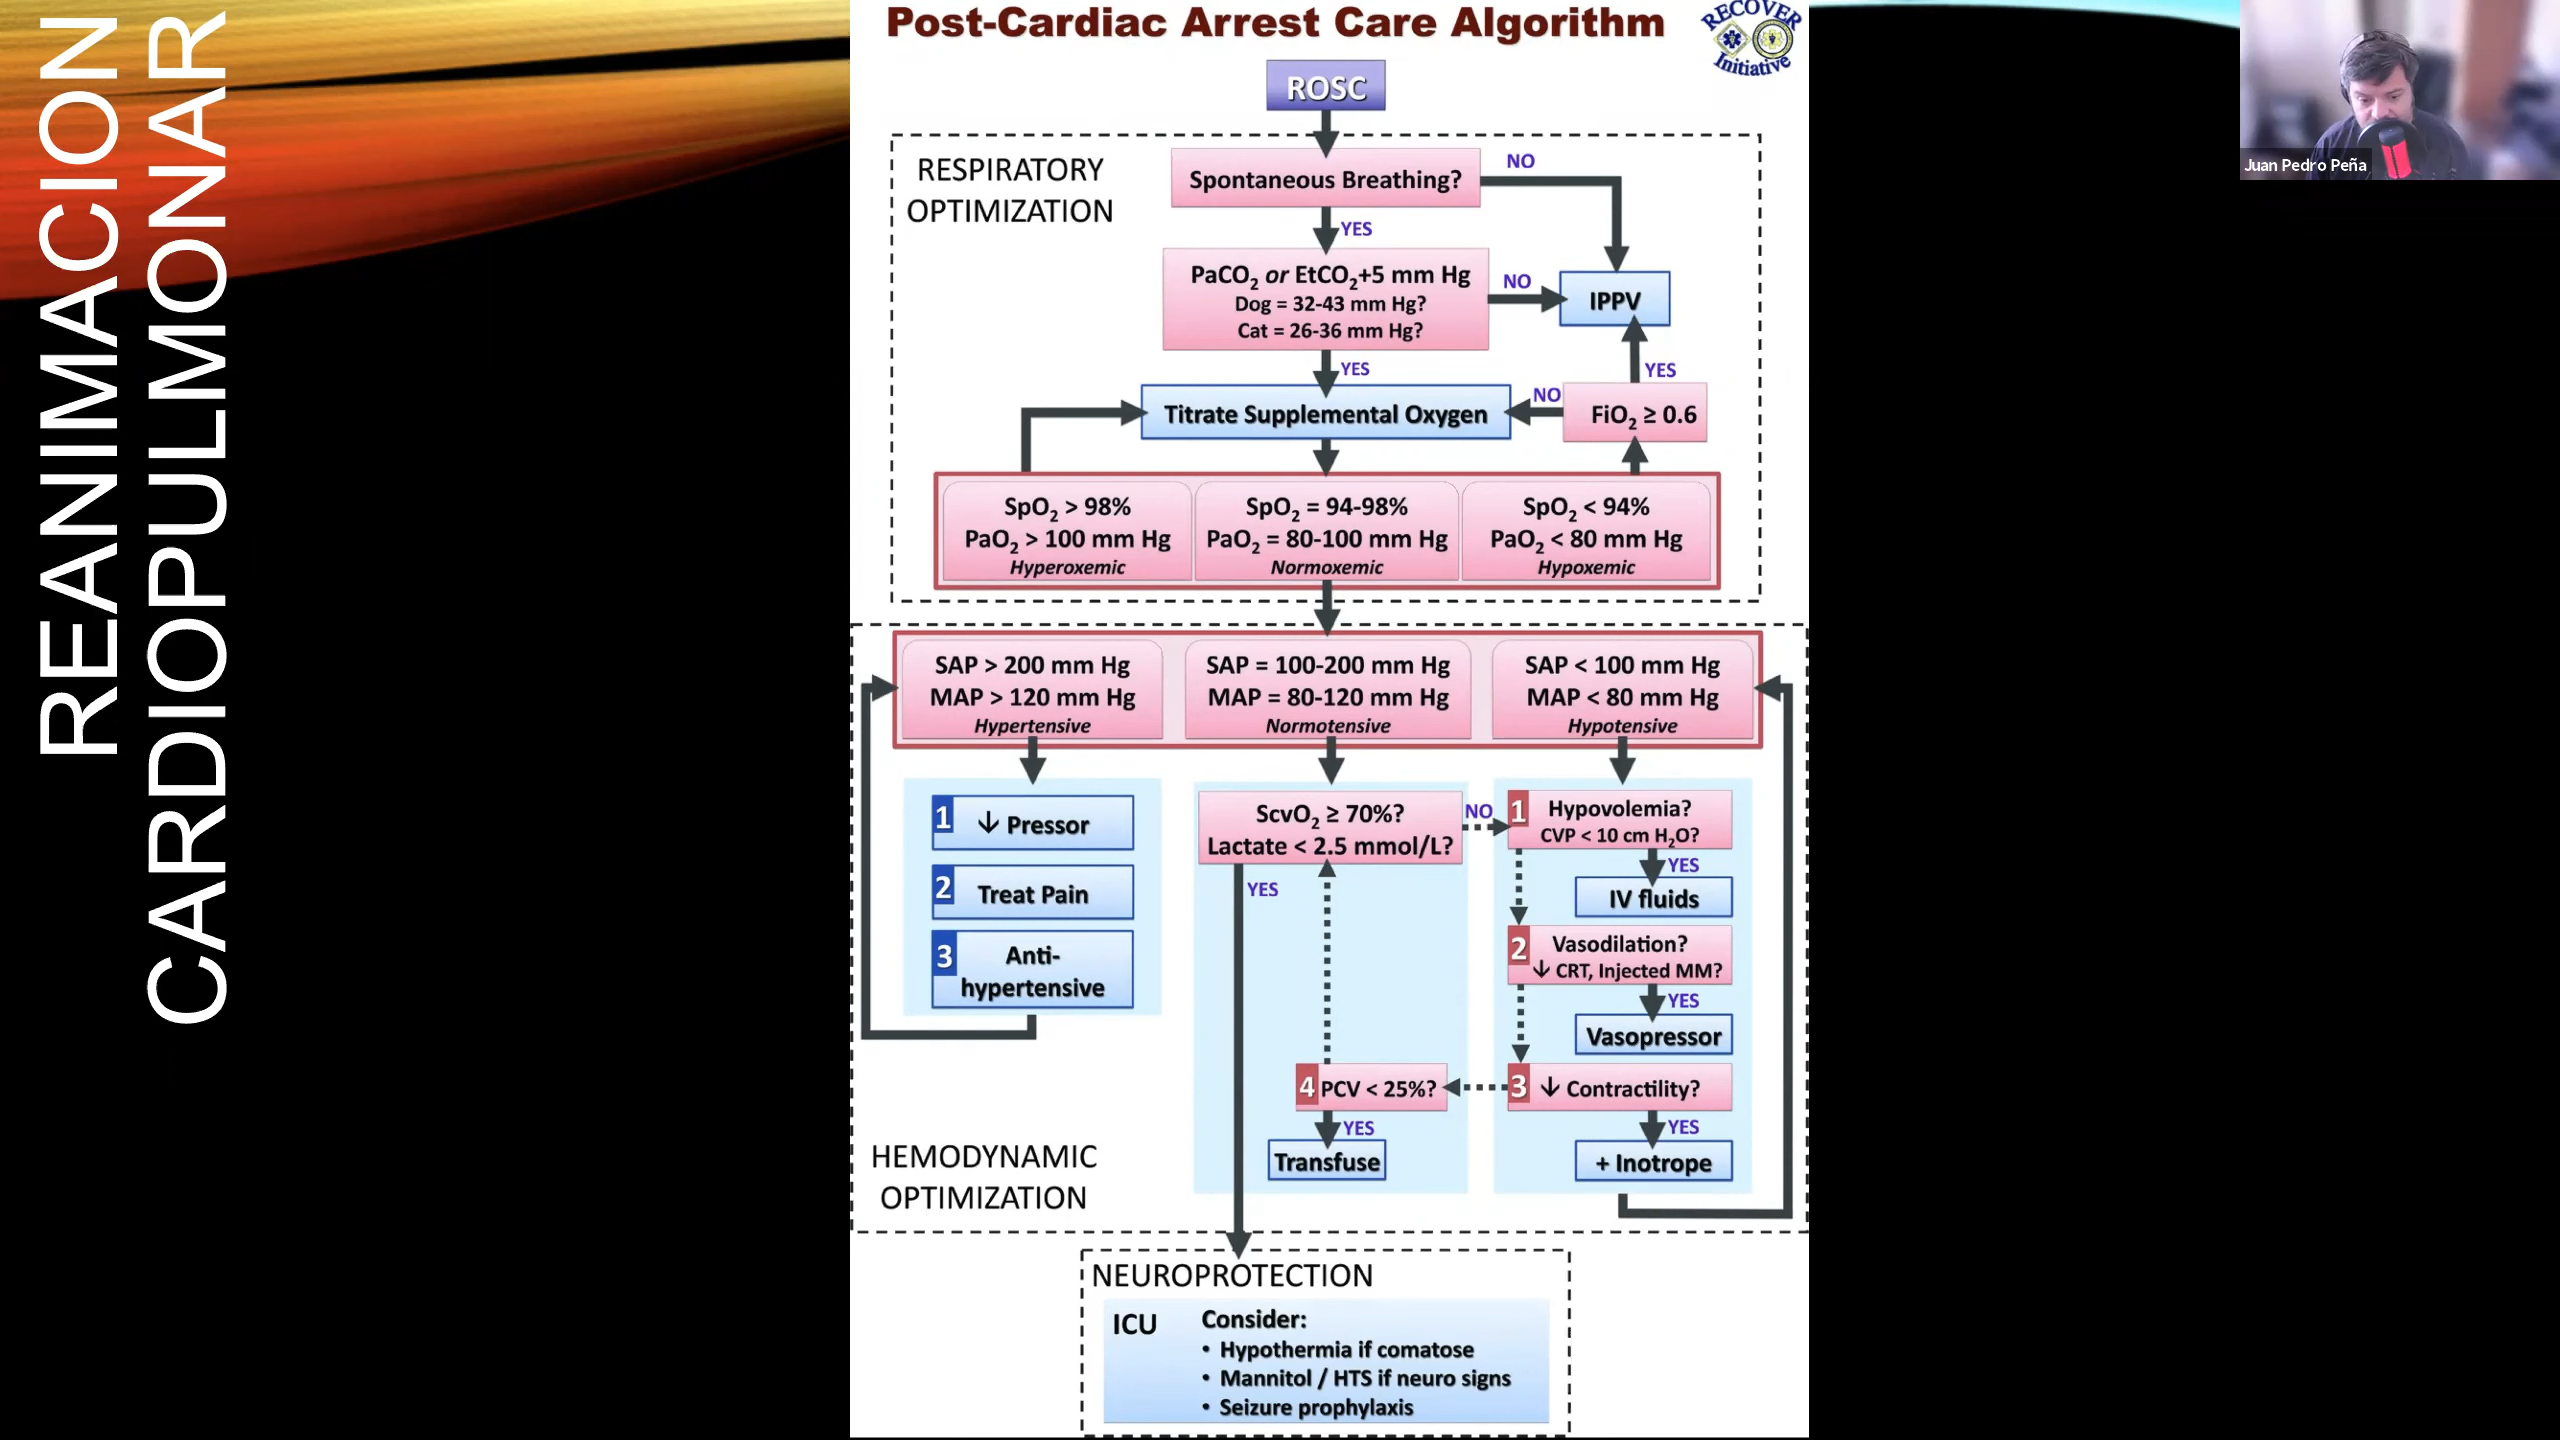 REANIMACION
CARDIOPULMONAR
Post-Cardiac Arrest Care Algorithm
RECOVER
Initiative
Juan Pedro Peña
ROSC
RESPIRATORY
OPTIMIZATION
Spontaneous Breathing?
NO
YES
PaCO2 or EtCO2+5 mm Hg
Dog = 32-43 mm Hg?
Cat = 26-36 mm Hg?
NO
IPPV
YES
YES
Titrate Supplemental Oxygen
NO
FiO2 ≥ 0.6
SpO2 > 98%
PaO2 > 100 mm Hg
Hyperoxemic
SpO2 = 94-98%
PaO2 = 80-100 mm Hg
Normoxemic
SpO2 < 94%
PaO2 < 80 mm Hg
Hypoxemic
SAP > 200 mm Hg
MAP > 120 mm Hg
Hypertensive
SAP = 100-200 mm Hg
MAP = 80-120 mm Hg
Normotensive
SAP < 100 mm Hg
MAP < 80 mm Hg
Hypotensive
1 ↓ Pressor
2 Treat Pain
3 Anti-
hypertensive
ScvO2 ≥ 70%?
Lactate < 2.5 mmol/L?
NO
YES
1 Hypovolemia?
CVP < 10 cm H2O?
YES
IV fluids
2 Vasodilation?
↓ CRT, Injected MM?
YES
Vasopressor
3 ↓ Contractility?
YES
+ Inotrope
4 PCV < 25%?
YES
Transfuse
HEMODYNAMIC
OPTIMIZATION
NEUROPROTECTION
ICU
Consider:
• Hypothermia if comatose
• Mannitol / HTS if neuro signs
• Seizure prophylaxis